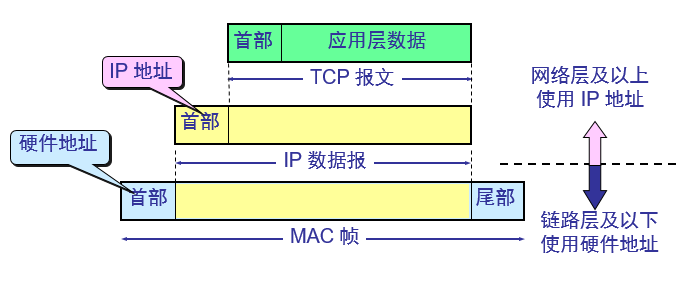 首部
应用层数据
IP 地址
TCP 报文
网络层及以上
使用 IP 地址
首部
硬件地址
IP 数据报
首部
尾部
链路层及以下
使用硬件地址
MAC 帧